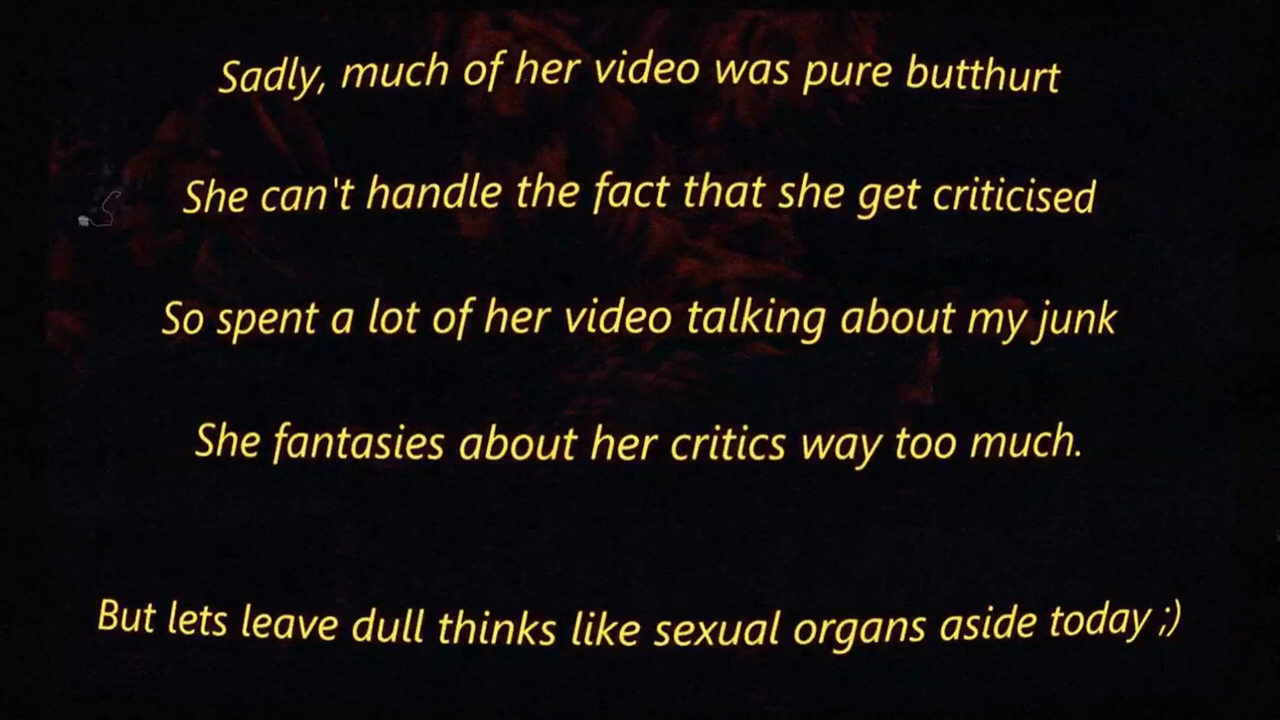 Sadly, much of her video was pure butthurt
She can't handle the fact that she get criticised
So spent a lot of her video talking about my junk
She fantasies about her critics way too much.
But lets leave dull thinks like sexual organs aside today ;)